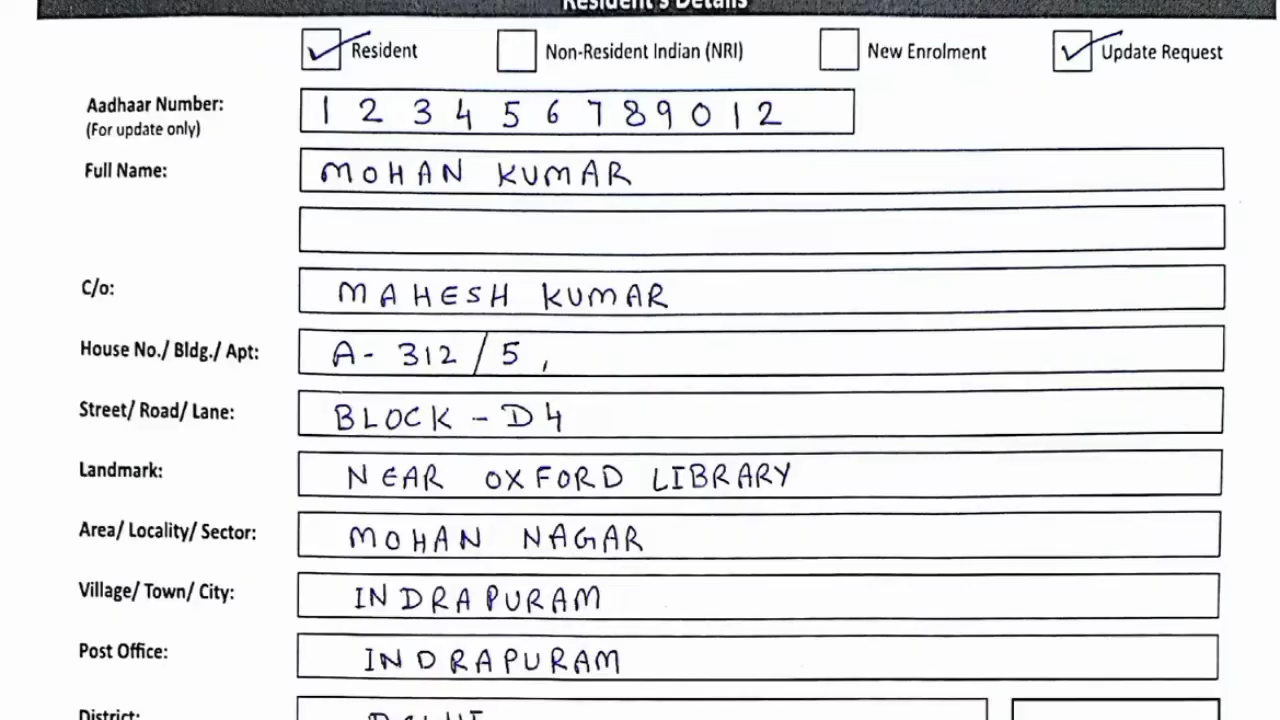 Resident's Details
Resident Non-Resident Indian (NRI) New Enrolment Update Request
Aadhaar Number: 1 2 3 4 5 6 7 8 9 0 1 2
(For update only)
Full Name: MOHAN KUMAR
C/o: MAHESH KUMAR
House No./ Bldg./ Apt: A- 312 / 5 ,
Street/ Road/ Lane: BLOCK - D4
Landmark: NEAR OXFORD LIBRARY
Area/ Locality/ Sector: MOHAN NAGAR
Village/ Town/ City: INDRAPURAM
Post Office: INDRAPURAM
District: